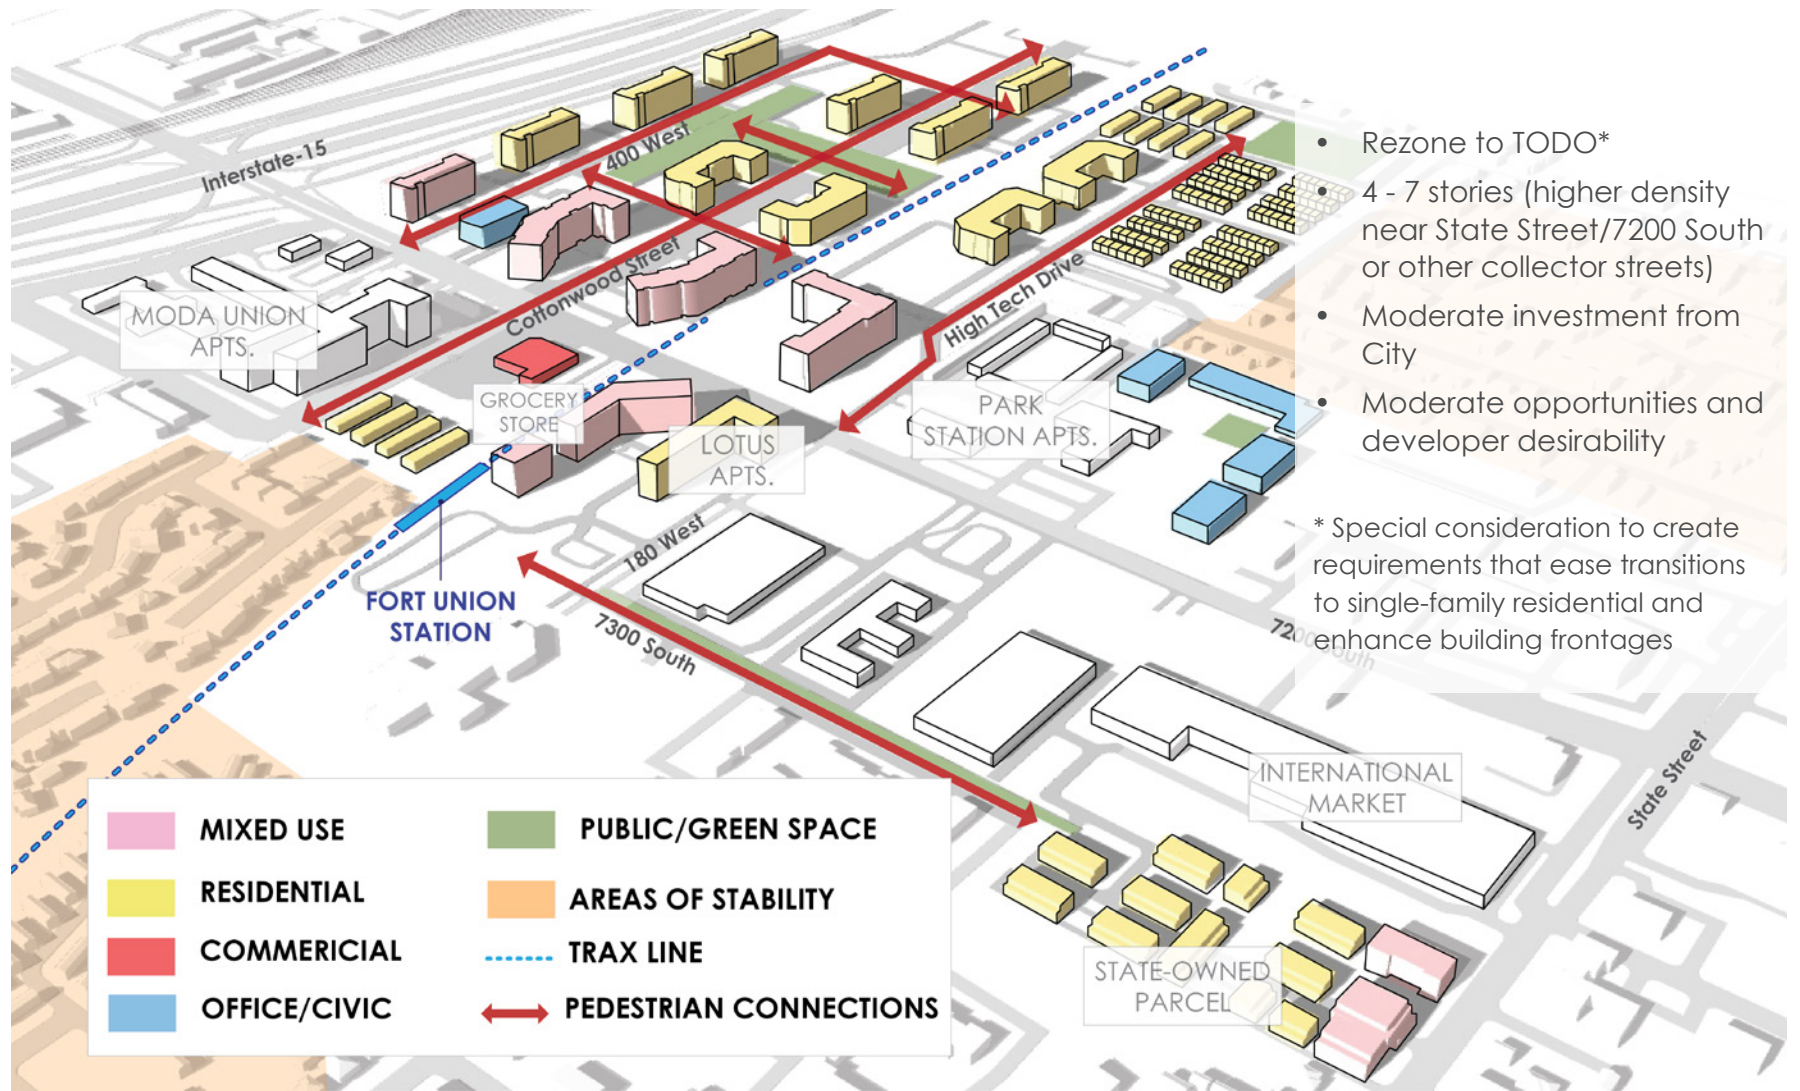 Interstate-15
400 West
Cottonwood Street
High Tech Drive
MODA UNION
APTS.
GROCERY
STORE
LOTUS
APTS.
PARK
STATION APTS.
FORT UNION
STATION
180 West
7300 South
7200 South
State Street
INTERNATIONAL
MARKET
STATE-OWNED
PARCEL
• Rezone to TODO*
• 4 - 7 stories (higher density
near State Street/7200 South
or other collector streets)
• Moderate investment from
City
• Moderate opportunities and
developer desirability
* Special consideration to create
requirements that ease transitions
to single-family residential and
enhance building frontages
MIXED USE
RESIDENTIAL
COMMERICIAL
OFFICE/CIVIC
PUBLIC/GREEN SPACE
AREAS OF STABILITY
TRAX LINE
PEDESTRIAN CONNECTIONS